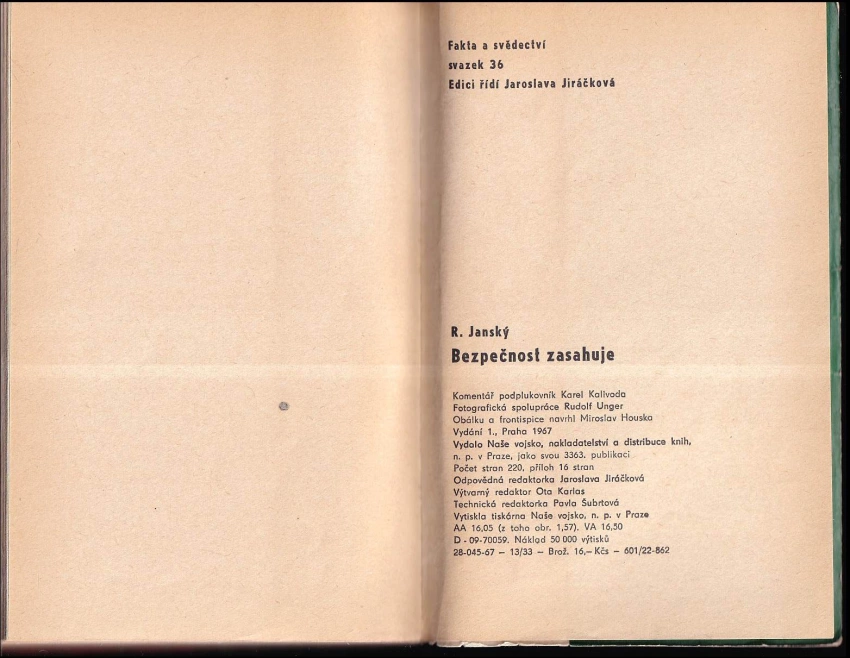 Fakta a svědectví
svazek 36
Edici řídí Jaroslava Jiráčková
R. Janský
Bezpečnost zasahuje
Komentář podplukovník Karel Kalivoda
Fotografická spolupráce Rudolf Unger
Obálku a frontispice navrhl Miroslav Houska
Vydání 1., Praha 1967
Vydalo Naše vojsko, nakladatelství a distribuce knih,
n. p. v Praze, jako svou 3363. publikaci
Počet stran 220, příloh 16 stran
Odpovědná redaktorka Jaroslava Jiráčková
Výtvarný redaktor Ota Karlas
Technická redaktorka Pavla Šubrtová
Vytiskla tiskárna Naše vojsko, n. p. v Praze
AA 16,05 (z toho obr. 1,57). VA 16,50
D - 09-70059. Náklad 50 000 výtisků
28-045-67 – 13/33 – Brož. 16,– Kčs – 601/22-862